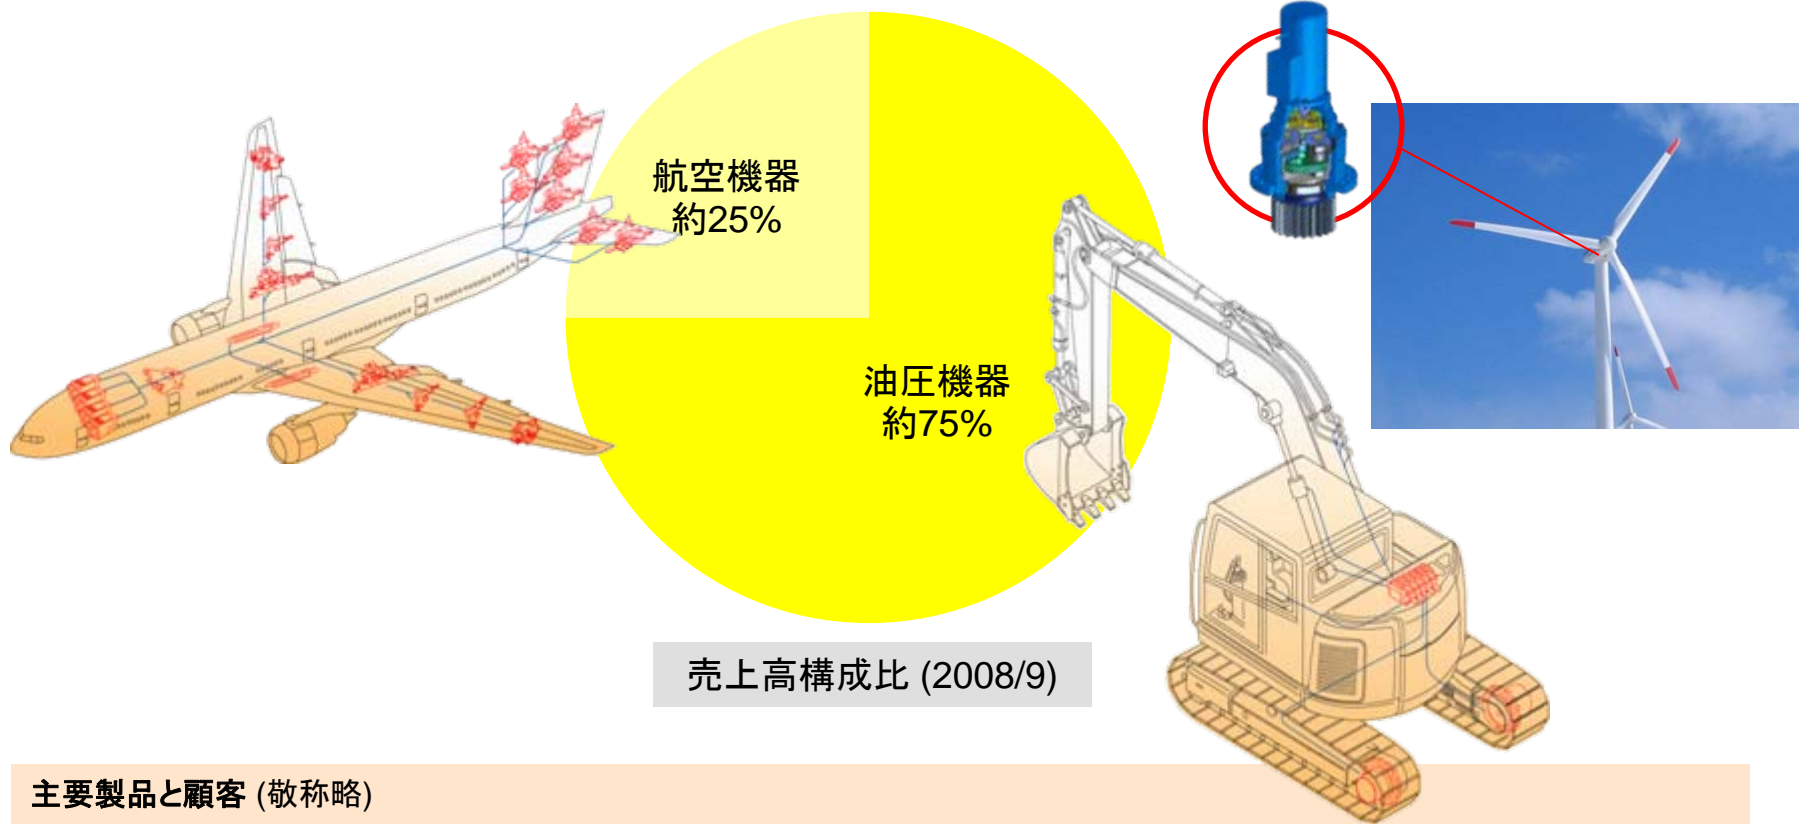 航空機器
約25%
油圧機器
約75%
売上高構成比 (2008/9)
主要製品と顧客 (敬称略)